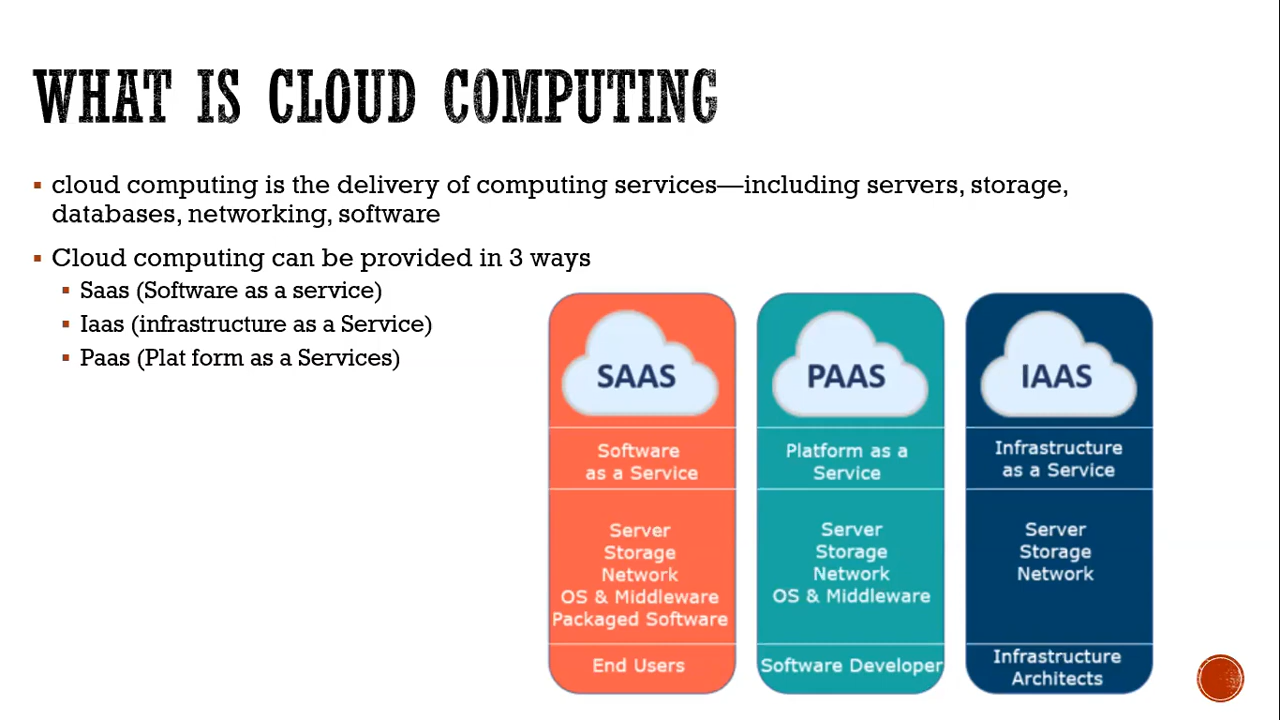 WHAT IS CLOUD COMPUTING
▪ cloud computing is the delivery of computing services—including servers, storage,
databases, networking, software
▪ Cloud computing can be provided in 3 ways
▪ Saas (Software as a service)
▪ Iaas (infrastructure as a Service)
▪ Paas (Plat form as a Services)
SAAS
Software
as a Service
Server
Storage
Network
OS & Middleware
Packaged Software
End Users
PAAS
Platform as a
Service
Server
Storage
Network
OS & Middleware
Software Developer
IAAS
Infrastructure
as a Service
Server
Storage
Network
Infrastructure
Architects